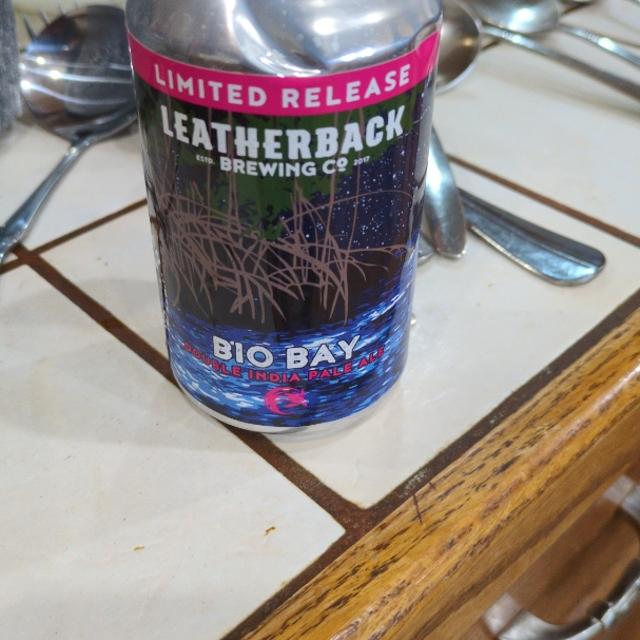 LIMITED RELEASE
LEATHERBACK
ESTD. BREWING CO 2017
BIO BAY
DOUBLE INDIA PALE ALE